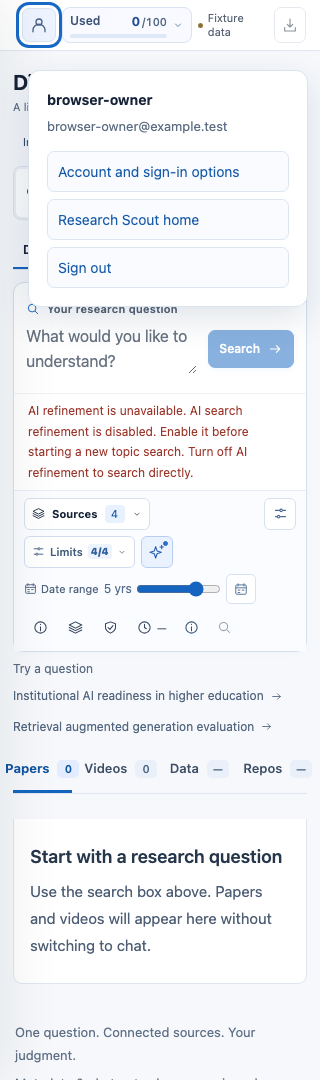 Used 0/100
Fixture data
D
A li
browser-owner
browser-owner@example.test
Account and sign-in options
Research Scout home
Sign out
Your research question
What would you like to understand?
Search →
AI refinement is unavailable. AI search
refinement is disabled. Enable it before
starting a new topic search. Turn off AI
refinement to search directly.
Sources 4
Limits 4/4
Date range 5 yrs
—
Try a question
Institutional AI readiness in higher education →
Retrieval augmented generation evaluation →
Papers 0 Videos 0 Data — Repos —
Start with a research question
Use the search box above. Papers
and videos will appear here without
switching to chat.
One question. Connected sources. Your
judgment.